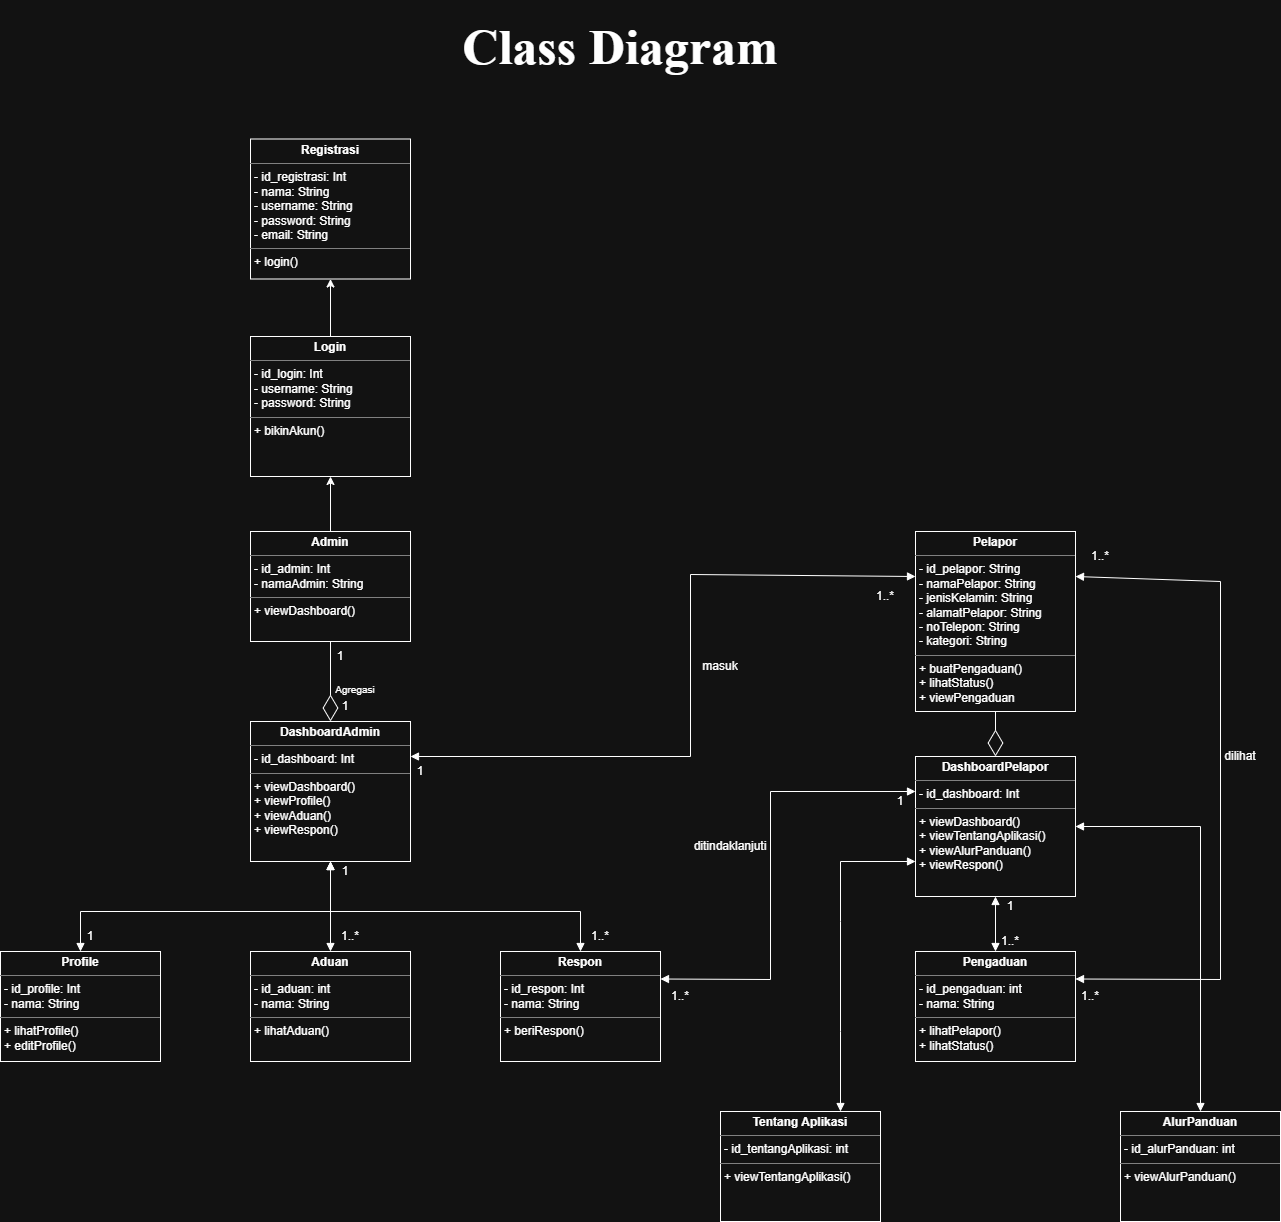 Class Diagram
Registrasi
- id_registrasi: Int
- nama: String
- username: String
- password: String
- email: String
+ login()
Login
- id_login: Int
- username: String
- password: String
+ bikinAkun()
Admin
- id_admin: Int
- namaAdmin: String
+ viewDashboard()
1
Agregasi
1
DashboardAdmin
- id_dashboard: Int
+ viewDashboard()
+ viewProfile()
+ viewAduan()
+ viewRespon()
1
masuk
1..*
Pelapor
- id_pelapor: String
- namaPelapor: String
- jenisKelamin: String
- alamatPelapor: String
- noTelepon: String
- kategori: String
+ buatPengaduan()
+ lihatStatus()
+ viewPengaduan
1..*
dilihat
DashboardPelapor
- id_dashboard: Int
+ viewDashboard()
+ viewTentangAplikasi()
+ viewAlurPanduan()
+ viewRespon()
1
ditindaklanjuti
1
1
1..*
1..*
1
1..*
Profile
- id_profile: Int
- nama: String
+ lihatProfile()
+ editProfile()
Aduan
- id_aduan: int
- nama: String
+ lihatAduan()
Respon
- id_respon: Int
- nama: String
+ beriRespon()
1..*
Pengaduan
- id_pengaduan: int
- nama: String
+ lihatPelapor()
+ lihatStatus()
1..*
Tentang Aplikasi
- id_tentangAplikasi: int
+ viewTentangAplikasi()
AlurPanduan
- id_alurPanduan: int
+ viewAlurPanduan()